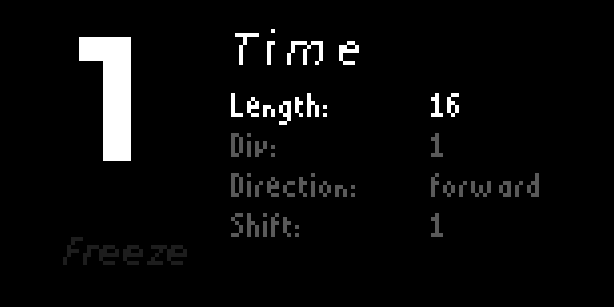 1
Time
Length: 16
Div: 1
Direction: forward
Shift: 1
Freeze